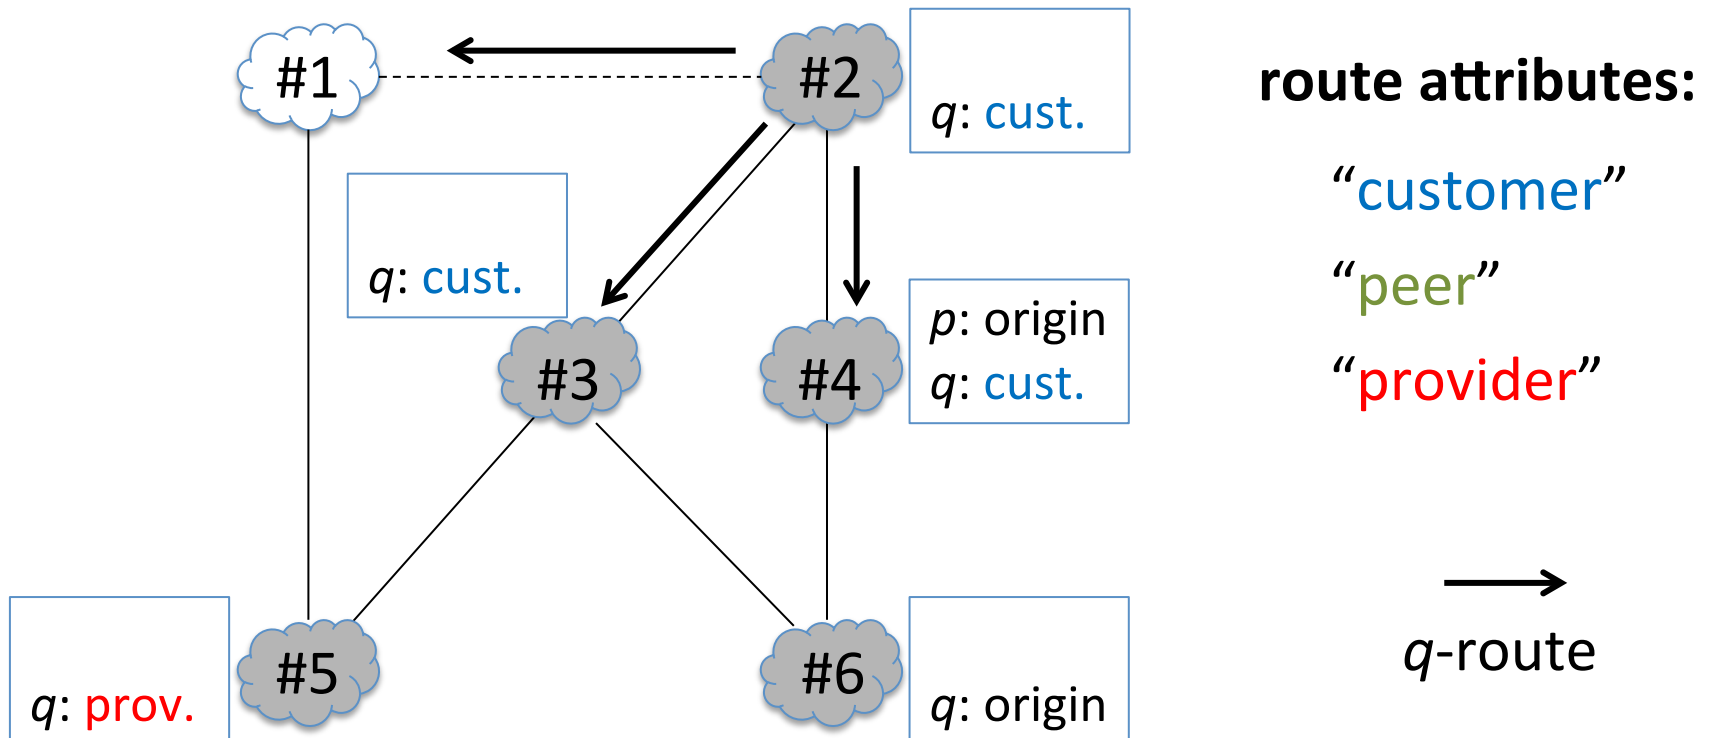 #1
#2
q: cust.
route attributes:
“customer”
q: cust.
“peer”
p: origin
#3
#4
q: cust.
“provider”
q-route
#5
q: prov.
#6
q: origin